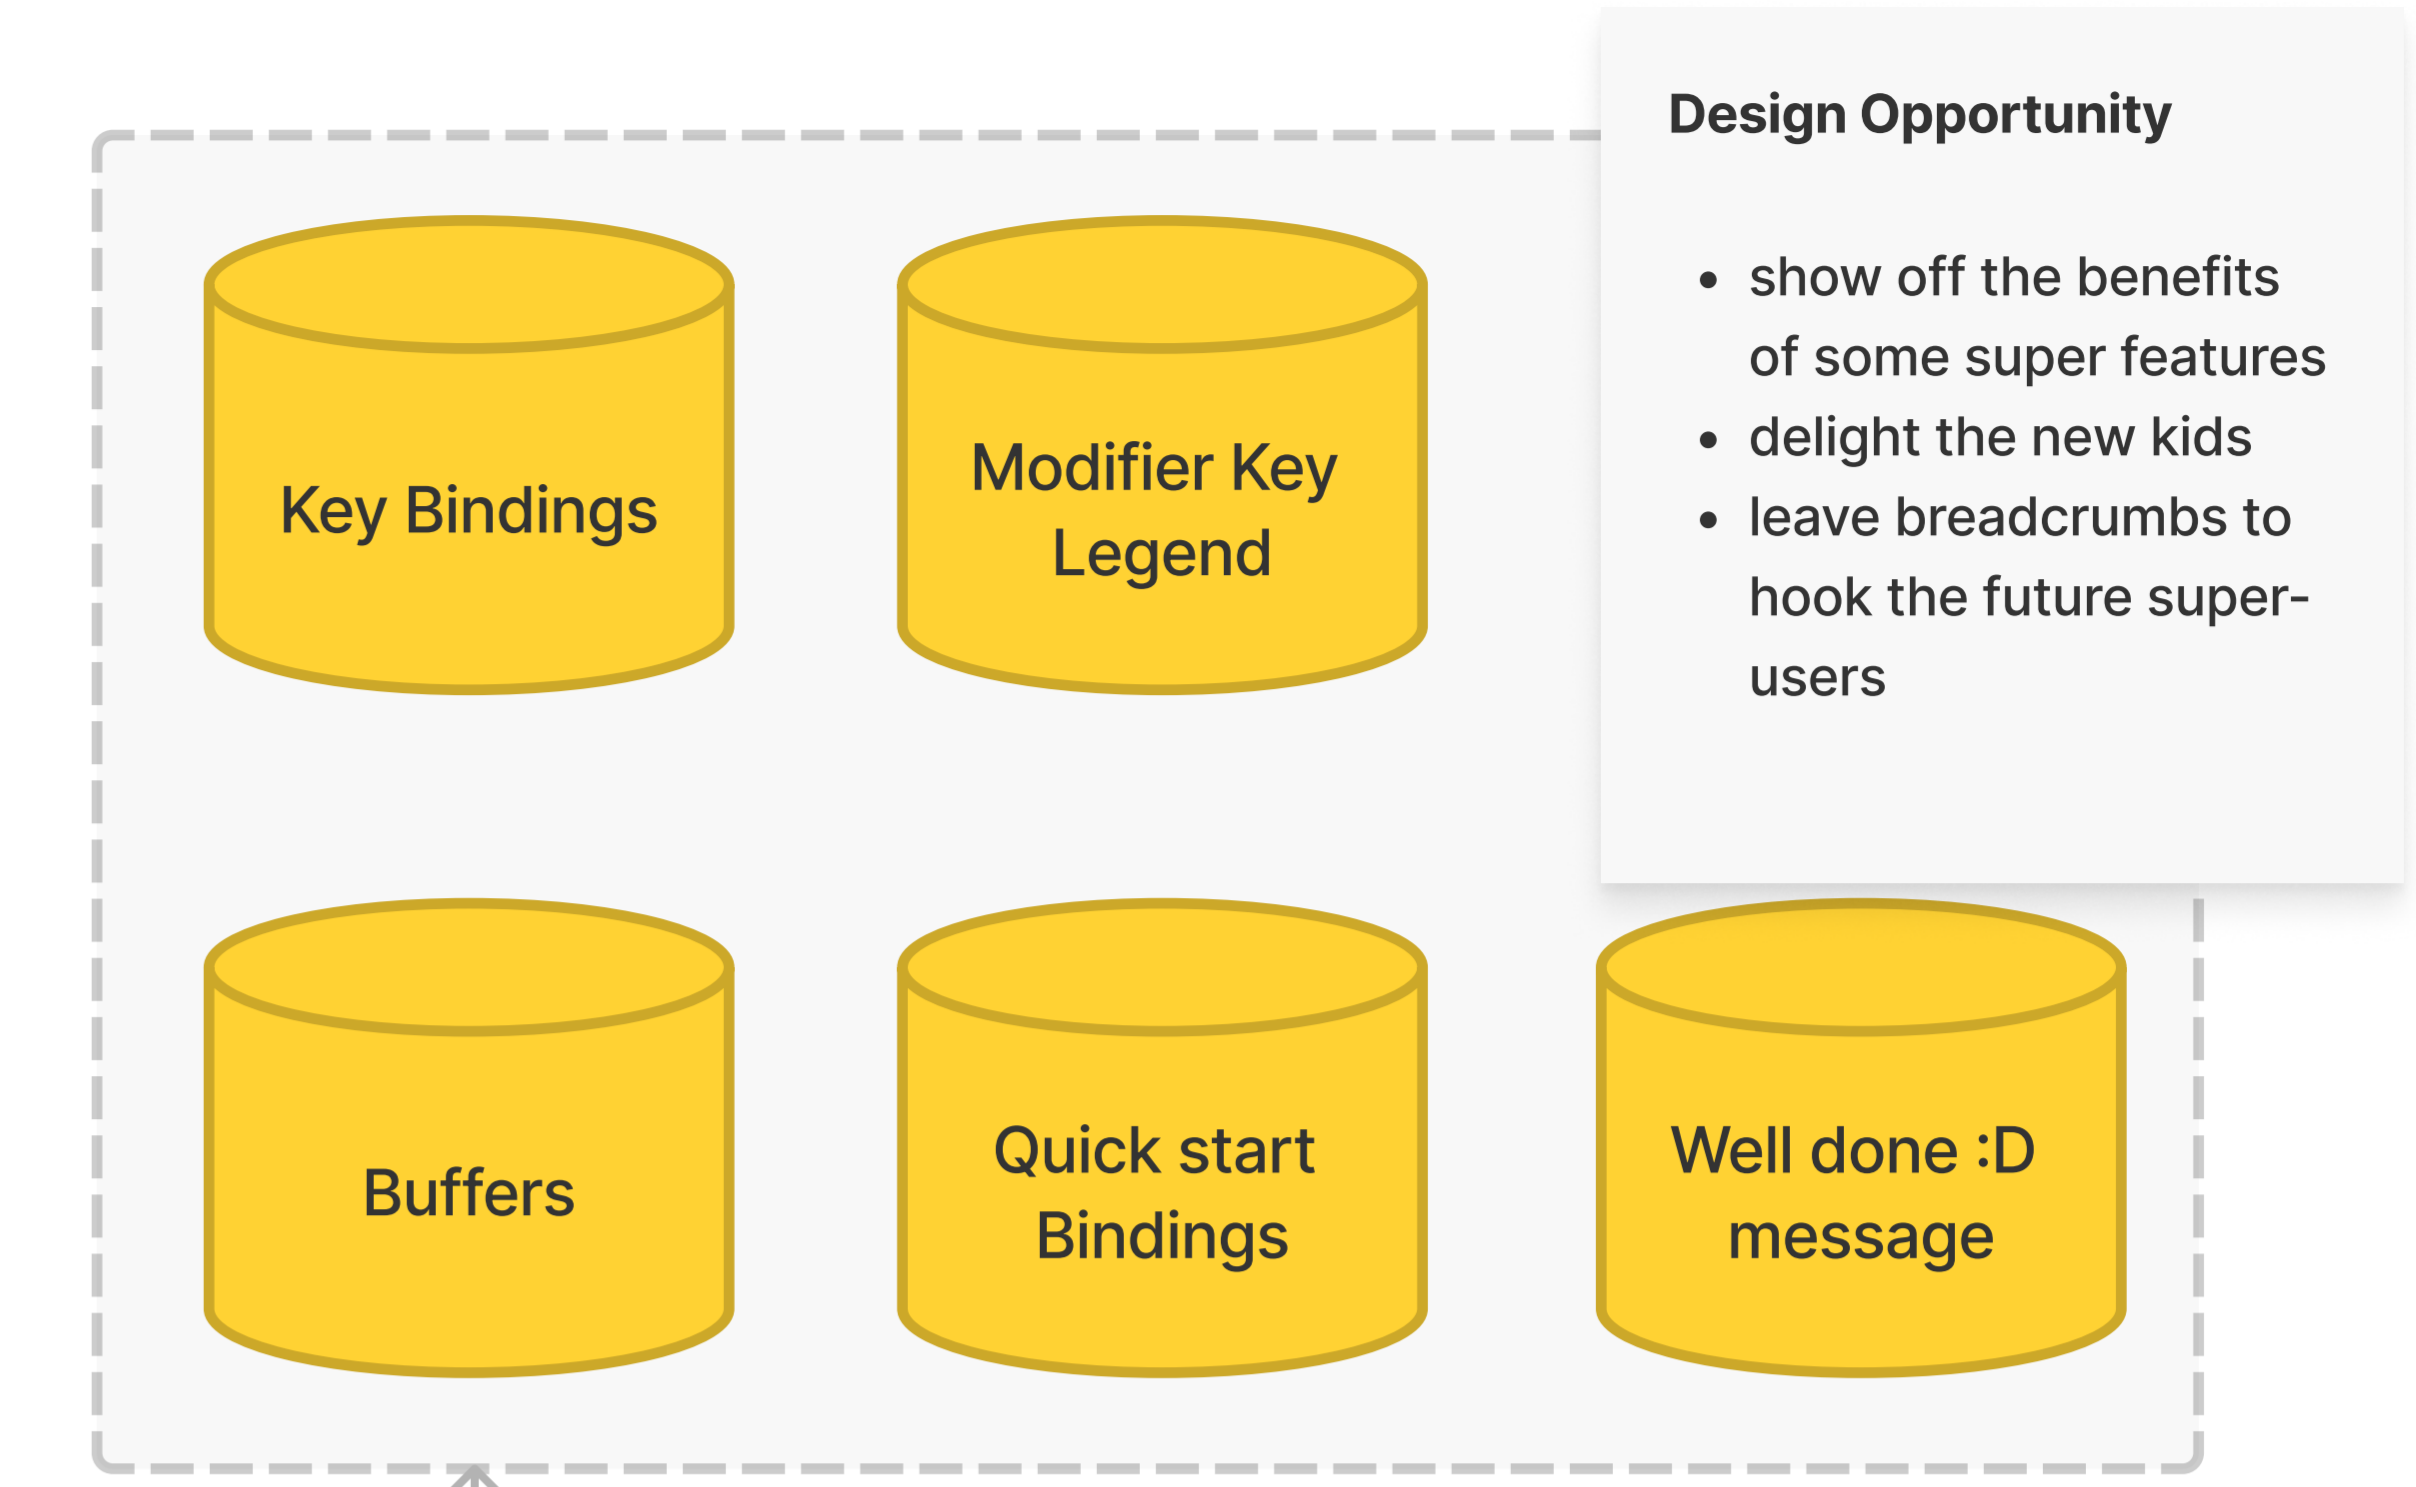 Design Opportunity
• show off the benefits
of some super features
• delight the new kids
• leave breadcrumbs to
hook the future super-
users
Key Bindings
Modifier Key
Legend
Buffers
Quick start
Bindings
Well done :D
message